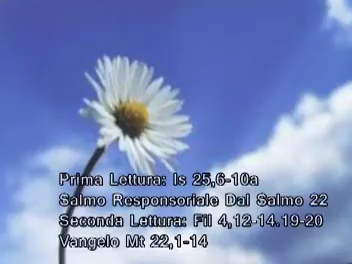 Prima Lettura: Is 25,6-10a
Salmo Responsoriale Dal Salmo 22
Seconda Lettura: Fil 4,12-14.19-20
Vangelo Mt 22,1-14